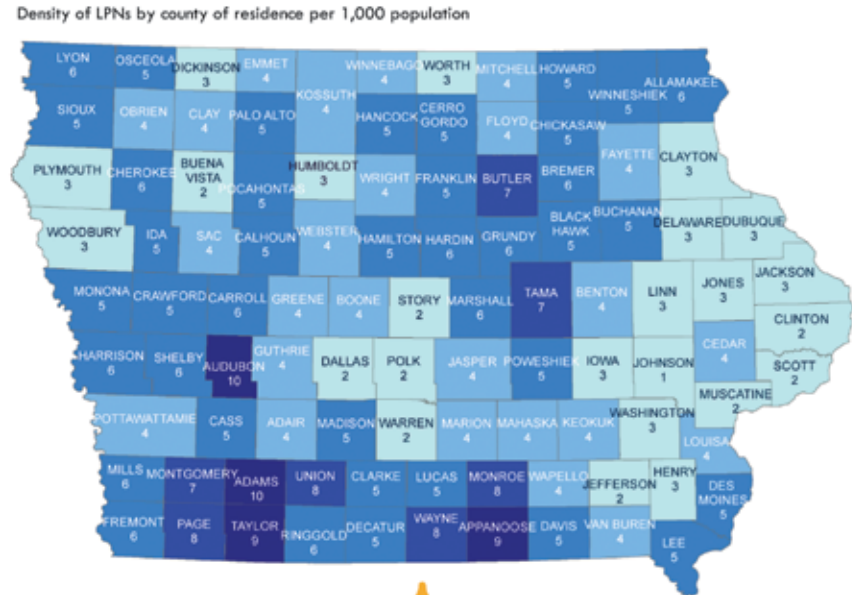 Density of LPNs by county of residence per 1,000 population
LYON
6
OSCEOLA
5
DICKINSON
3
EMMET
4
WINNEBAGO
4
WORTH
3
MITCHELL
4
HOWARD
5
WINNESHIEK
5
ALLAMAKEE
6
KOSSUTH
4
SIOUX
5
OBRIEN
4
CLAY
4
PALO ALTO
5
HANCOCK
5
CERRO
GORDO
5
FLOYD
4
CHICKASAW
5
FAYETTE
4
CLAYTON
3
PLYMOUTH
3
CHEROKEE
6
BUENA
VISTA
2
POCAHONTAS
5
HUMBOLDT
3
WRIGHT
4
FRANKLIN
5
BUTLER
7
BREMER
6
WOODBURY
3
IDA
5
SAC
4
CALHOUN
5
WEBSTER
4
HAMILTON
5
HARDIN
6
GRUNDY
6
BLACK
HAWK
5
BUCHANAN
5
DELAWARE
3
DUBUQUE
3
MONONA
5
CRAWFORD
5
CARROLL
6
GREENE
4
BOONE
4
STORY
2
MARSHALL
6
TAMA
7
BENTON
4
LINN
3
JONES
3
JACKSON
3
CLINTON
2
HARRISON
6
SHELBY
6
AUDUBON
10
GUTHRIE
4
DALLAS
2
POLK
2
JASPER
4
POWESHIEK
5
IOWA
3
JOHNSON
1
CEDAR
4
SCOTT
2
MUSCATINE
2
POTTAWATTAMIE
4
CASS
5
ADAIR
4
MADISON
5
WARREN
2
MARION
4
MAHASKA
4
KEOKUK
4
WASHINGTON
3
LOUISA
4
MILLS
6
MONTGOMERY
7
ADAMS
10
UNION
8
CLARKE
5
LUCAS
5
MONROE
8
WAPELLO
4
JEFFERSON
2
HENRY
3
DES
MOINES
5
FREMONT
6
PAGE
8
TAYLOR
9
RINGGOLD
6
DECATUR
5
WAYNE
8
APPANOOSE
9
DAVIS
5
VAN BUREN
4
LEE
5